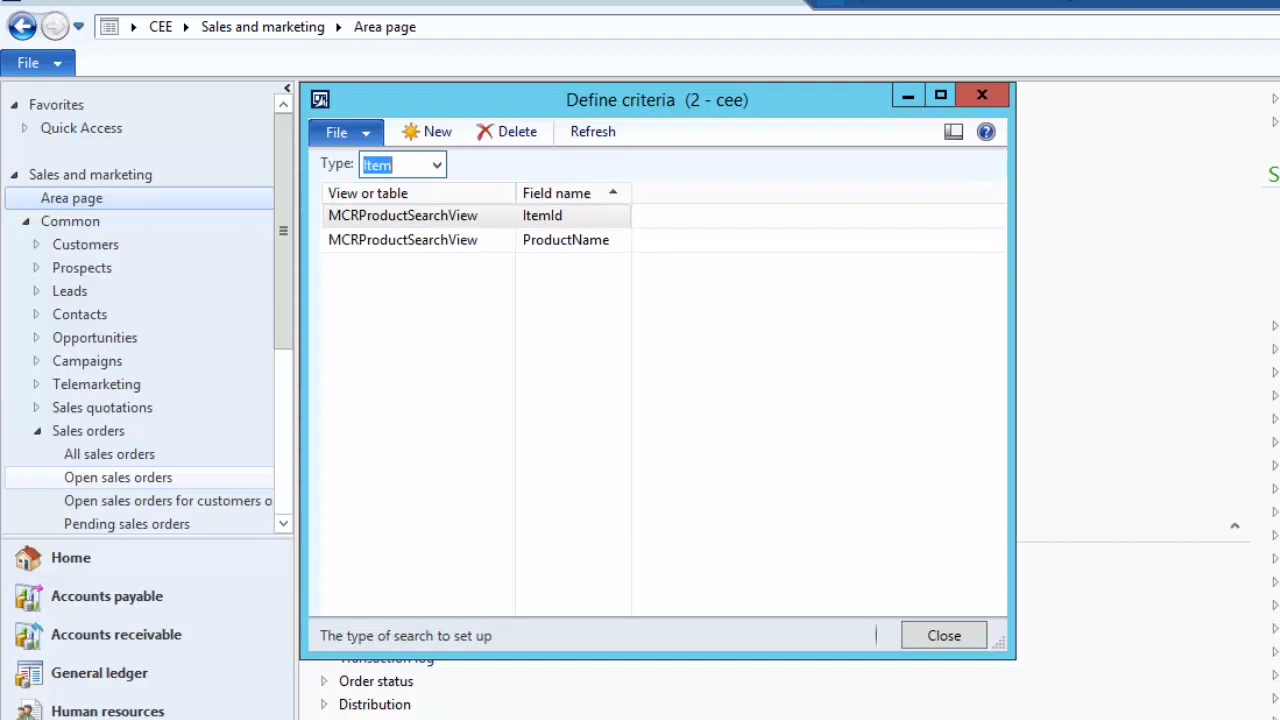 CEE Sales and marketing Area page
File
Favorites
Quick Access
Sales and marketing
Area page
Common
Customers
Prospects
Leads
Contacts
Opportunities
Campaigns
Telemarketing
Sales quotations
Sales orders
All sales orders
Open sales orders
Open sales orders for customers o
Pending sales orders
Home
Accounts payable
Accounts receivable
General ledger
Human resources
Define criteria (2 - cee)
File New Delete Refresh
Type: Item
View or table Field name
MCRProductSearchView ItemId
MCRProductSearchView ProductName
The type of search to set up
Close
S
Transaction log
Order status
Distribution